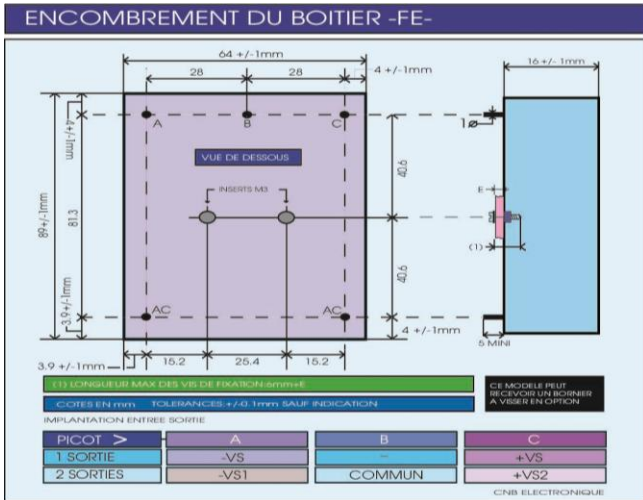 ENCOMBREMENT DU BOITIER -FE-
64 +/-1mm
16 +/- 1mm
28
28
4 +/-1mm
A
B
C
1 ø
4+/-1mm
VUE DE DESSOUS
40.6
INSERTS M3
E
89+/-1mm
81.3
(1)
40.6
3.9+/-1mm
AC
AC
4 +/-1mm
5 MINI
3.9 +/-1mm
15.2
25.4
15.2
(1) LONGUEUR MAX DES VIS DE FIXATION:6mm+E
COTES EN mm TOLERANCES:+/-0.1mm SAUF INDICATION
CE MODELE PEUT
RECEVOIR UN BORNIER
A VISSER EN OPTION
IMPLANTATION ENTREE SORTIE
PICOT > A B C
1 SORTIE -VS - +VS
2 SORTIES -VS1 COMMUN +VS2
CNB ELECTRONIQUE